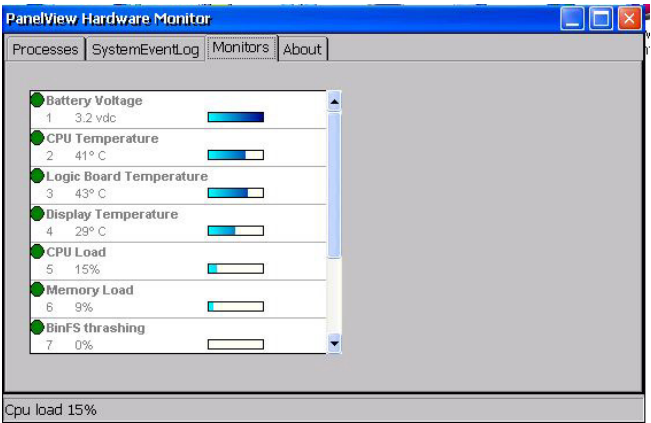 PanelView Hardware Monitor
Processes SystemEventLog Monitors About
Battery Voltage
1 3.2 vdc
CPU Temperature
2 41° C
Logic Board Temperature
3 43° C
Display Temperature
4 29° C
CPU Load
5 15%
Memory Load
6 9%
BinFS thrashing
7 0%
Cpu load 15%